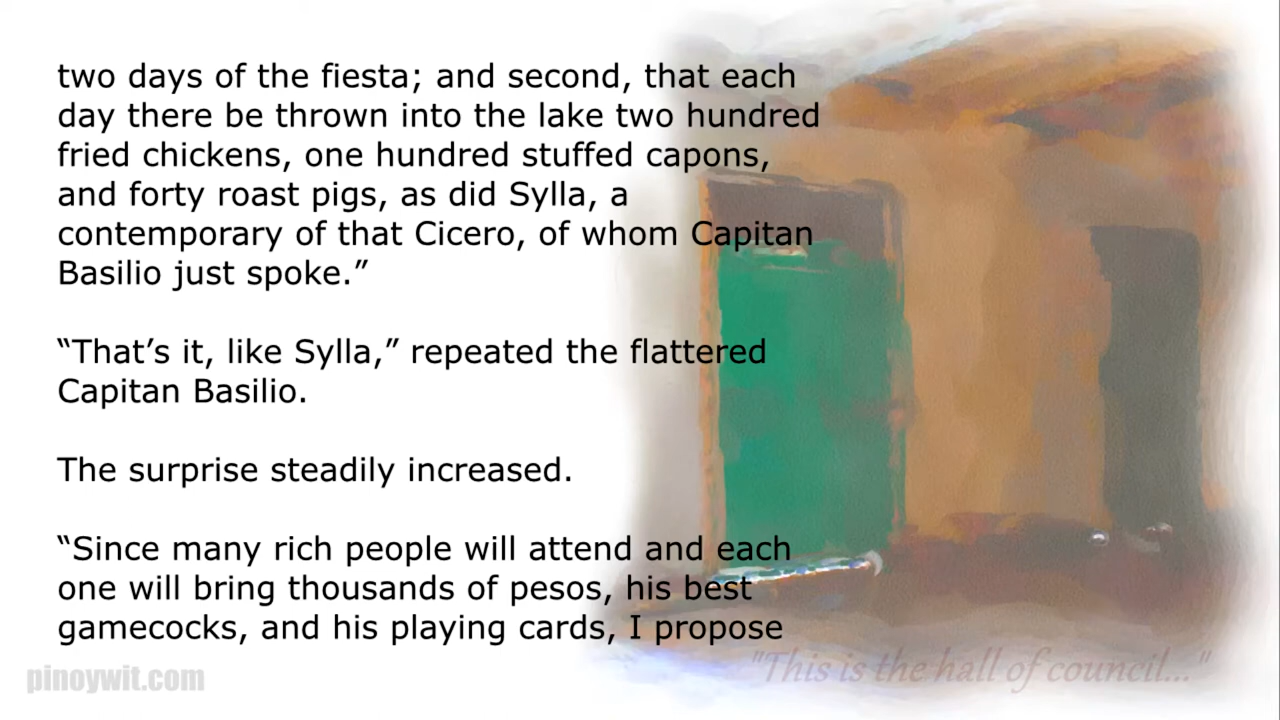 two days of the fiesta; and second, that each
day there be thrown into the lake two hundred
fried chickens, one hundred stuffed capons,
and forty roast pigs, as did Sylla, a
contemporary of that Cicero, of whom Capitan
Basilio just spoke.”
“That’s it, like Sylla,” repeated the flattered
Capitan Basilio.
The surprise steadily increased.
“Since many rich people will attend and each
one will bring thousands of pesos, his best
gamecocks, and his playing cards, I propose
"This is the hall of council..."
pinoywit.com